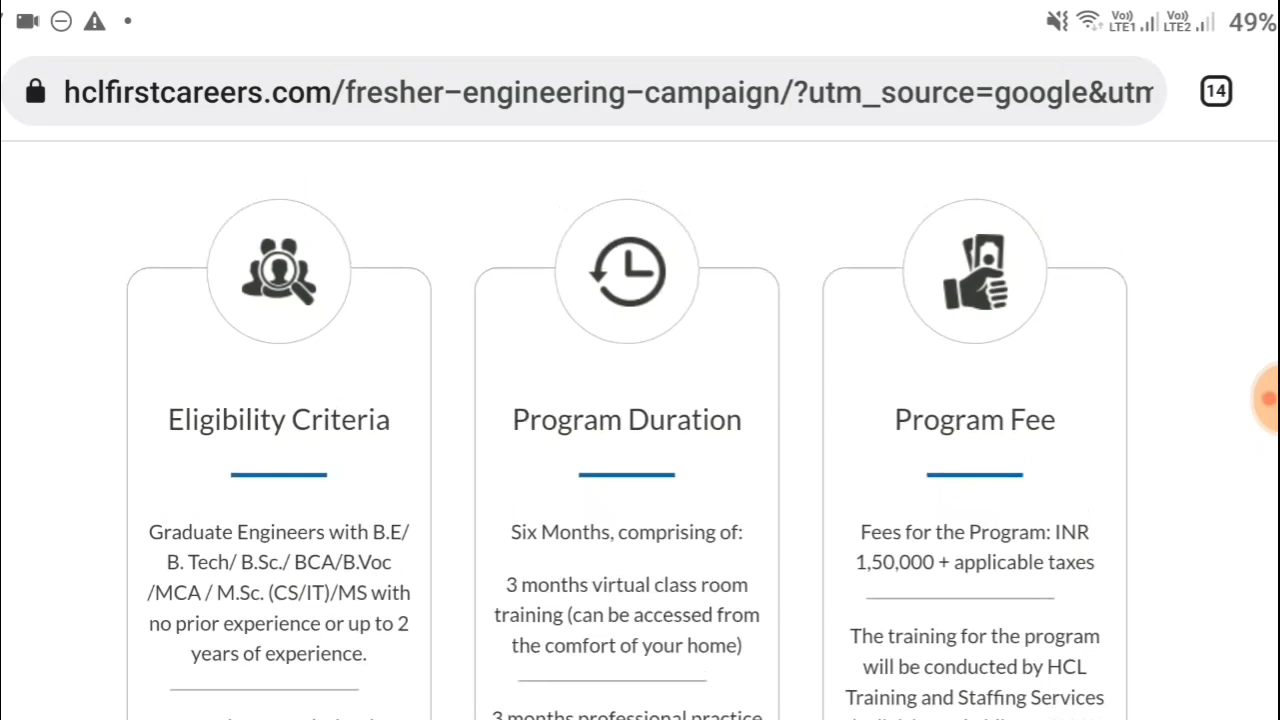 Vo)) LTE1 Vo)) LTE2 49%
hclfirstcareers.com/fresher-engineering-campaign/?utm_source=google&utm
14
Eligibility Criteria
Graduate Engineers with B.E/
B. Tech/ B.Sc./ BCA/B.Voc
/MCA / M.Sc. (CS/IT)/MS with
no prior experience or up to 2
years of experience.
Program Duration
Six Months, comprising of:
3 months virtual class room
training (can be accessed from
the comfort of your home)
3 months professional practice
Program Fee
Fees for the Program: INR
1,50,000 + applicable taxes
The training for the program
will be conducted by HCL
Training and Staffing Services